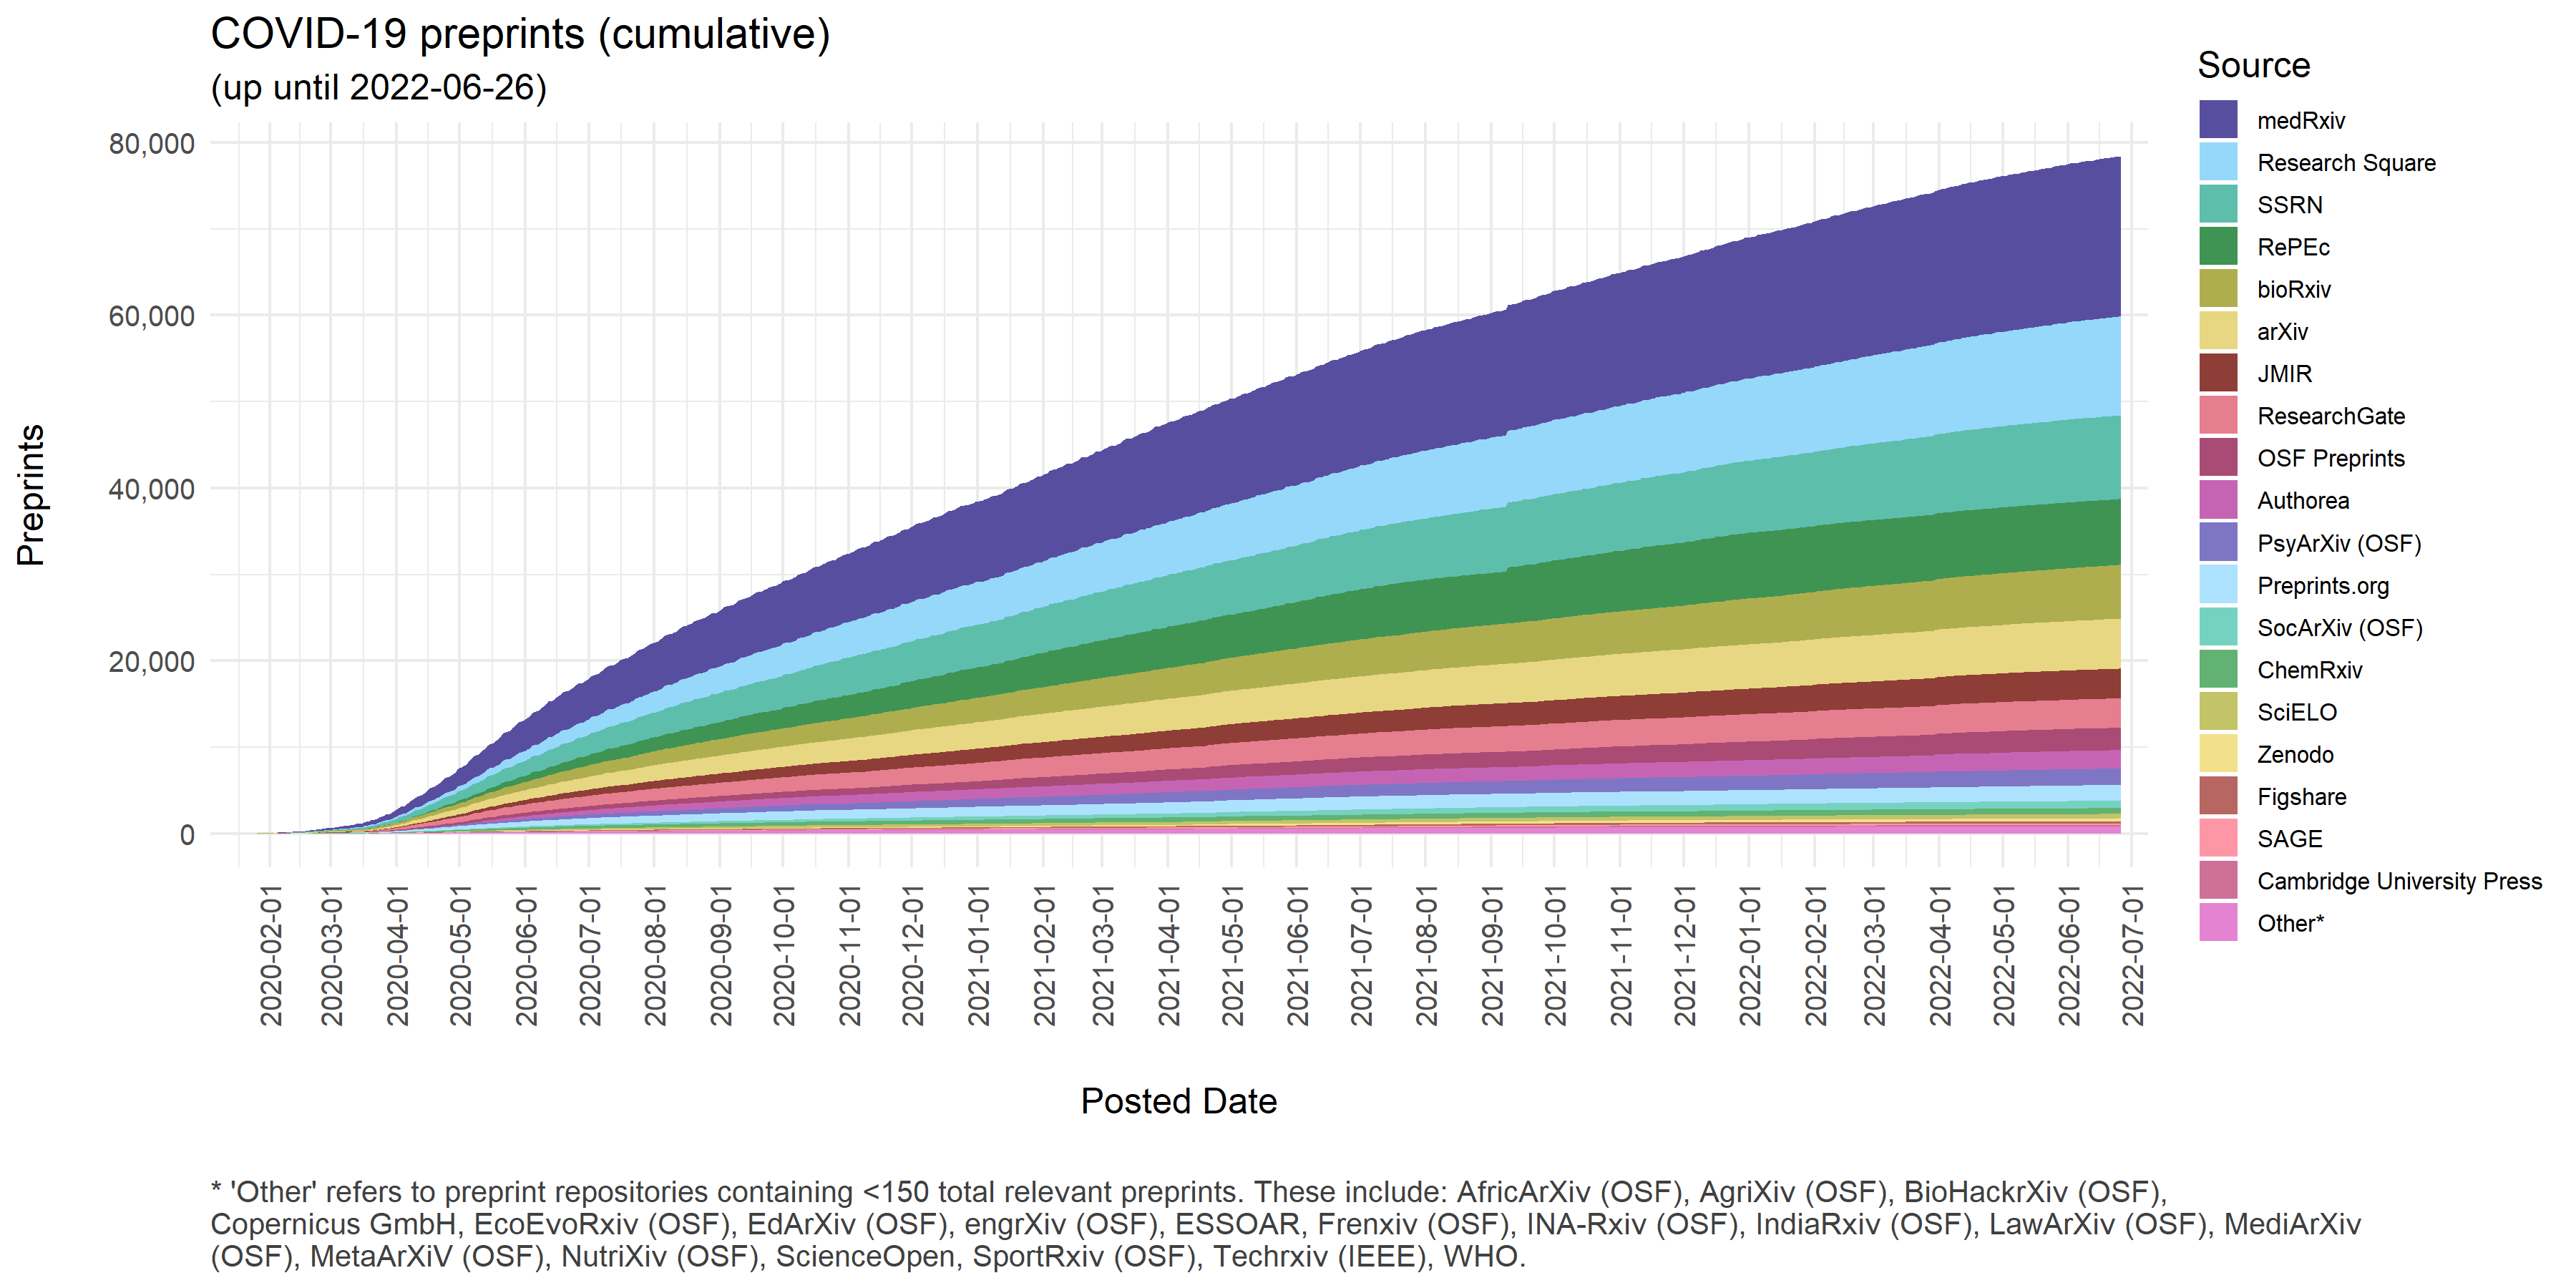 COVID-19 preprints (cumulative)
(up until 2022-06-26)
Preprints
80,000
60,000
40,000
20,000
0
2020-02-01
2020-03-01
2020-04-01
2020-05-01
2020-06-01
2020-07-01
2020-08-01
2020-09-01
2020-10-01
2020-11-01
2020-12-01
2021-01-01
2021-02-01
2021-03-01
2021-04-01
2021-05-01
2021-06-01
2021-07-01
2021-08-01
2021-09-01
2021-10-01
2021-11-01
2021-12-01
2022-01-01
2022-02-01
2022-03-01
2022-04-01
2022-05-01
2022-06-01
2022-07-01
Posted Date
Source
medRxiv
Research Square
SSRN
RePEc
bioRxiv
arXiv
JMIR
ResearchGate
OSF Preprints
Authorea
PsyArXiv (OSF)
Preprints.org
SocArXiv (OSF)
ChemRxiv
SciELO
Zenodo
Figshare
SAGE
Cambridge University Press
Other*
* 'Other' refers to preprint repositories containing <150 total relevant preprints. These include: AfricArXiv (OSF), AgriXiv (OSF), BioHackrXiv (OSF),
Copernicus GmbH, EcoEvoRxiv (OSF), EdArXiv (OSF), engrXiv (OSF), ESSOAR, Frenxiv (OSF), INA-Rxiv (OSF), IndiaRxiv (OSF), LawArXiv (OSF), MediArXiv
(OSF), MetaArXiV (OSF), NutriXiv (OSF), ScienceOpen, SportRxiv (OSF), Techrxiv (IEEE), WHO.